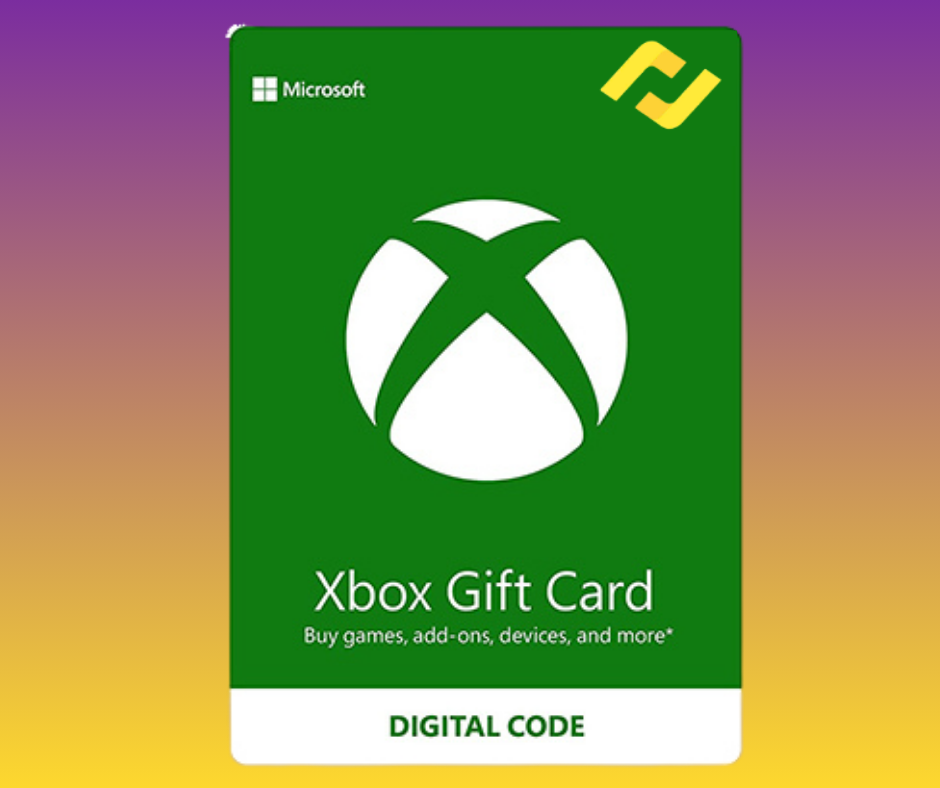 Microsoft
Xbox Gift Card
Buy games, add-ons, devices, and more*
DIGITAL CODE